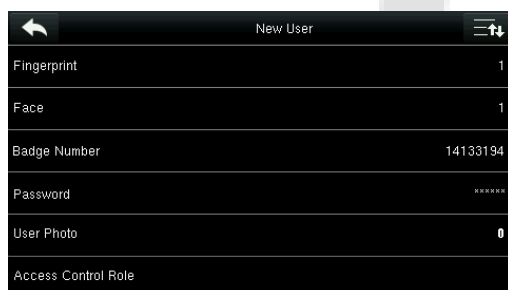 New User
Fingerprint 1
Face 1
Badge Number 14133194
Password ******
User Photo 0
Access Control Role